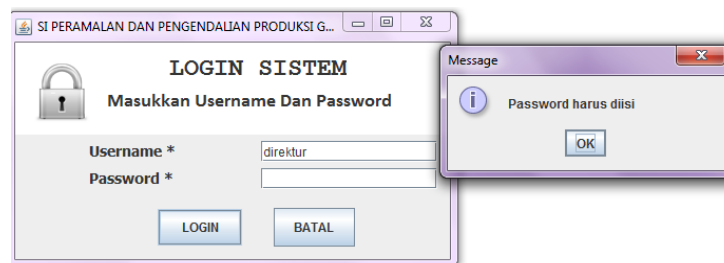 SI PERAMALAN DAN PENGENDALIAN PRODUKSI G...
LOGIN SISTEM
Masukkan Username Dan Password
Username *
direktur
Password *
LOGIN
BATAL
Message
Password harus diisi
OK